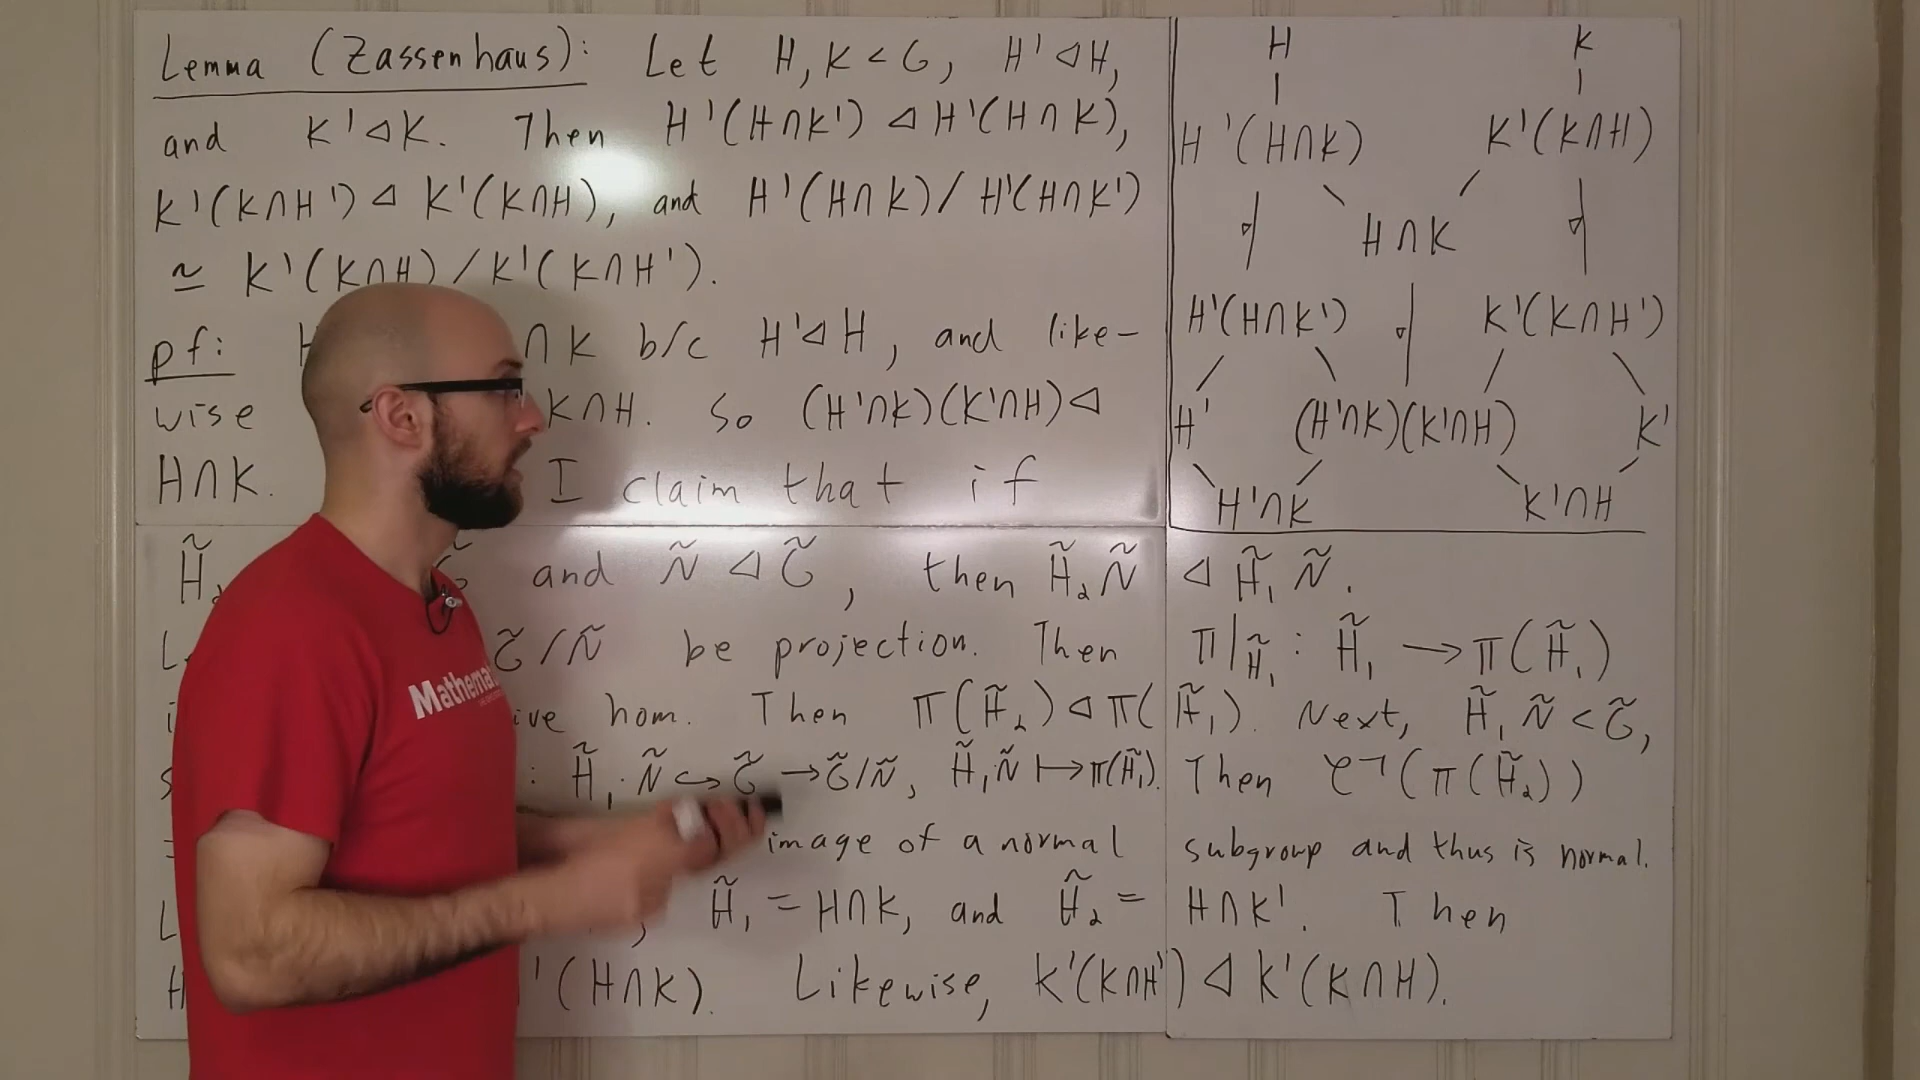 Lemma (Zassenhaus): Let H, K < G, H' ⊲ H,
and K' ⊲ K. Then H'(H∩K') ⊲ H'(H∩K),
K'(K∩H') ⊲ K'(K∩H), and H'(H∩K)/H'(H∩K')
≃ K'(K∩H)/K'(K∩H').
pf: ∩K b/c H' ⊲ H, and like-
wise K∩H. So (H'∩K)(K'∩H) ⊲
H∩K. I claim that if
H K
H'(H∩K) K'(K∩H)
H∩K
H'(H∩K') K'(K∩H')
H' (H'∩K)(K'∩H) K'
H'∩K K'∩H
H̃₂ G̃ and Ñ ⊲ G̃, then H̃₂Ñ ⊲ H̃₁Ñ.
G̃/Ñ be projection. Then π|H̃₁ : H̃₁ → π(H̃₁)
hom. Then π(H̃₂) ⊲ π(H̃₁). Next, H̃₁Ñ < G̃,
: H̃₁Ñ ↪ G̃ → G̃/Ñ, H̃₁Ñ ↦ π(H̃₁). Then φ⁻¹(π(H̃₂))
= image of a normal subgroup and thus is normal.
, H̃₁ = H∩K, and H̃₂ = H∩K'. Then
'(H∩K). Likewise, K'(K∩H') ⊲ K'(K∩H).